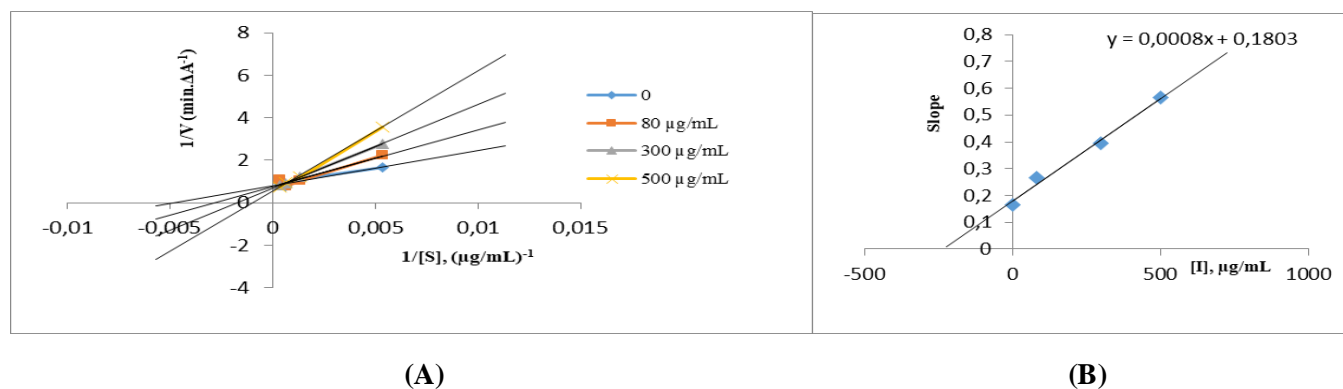 1/V (min.ΔA⁻¹)
8
6
4
2
0
-2
-4
-0,01
-0,005
0
0,005
0,01
0,015
1/[S], (µg/mL)⁻¹
0
80 µg/mL
300 µg/mL
500 µg/mL
(A)
y = 0,0008x + 0,1803
Slope
0,8
0,7
0,6
0,5
0,4
0,3
0,2
0,1
0
-500
0
500
1000
[I], µg/mL
(B)